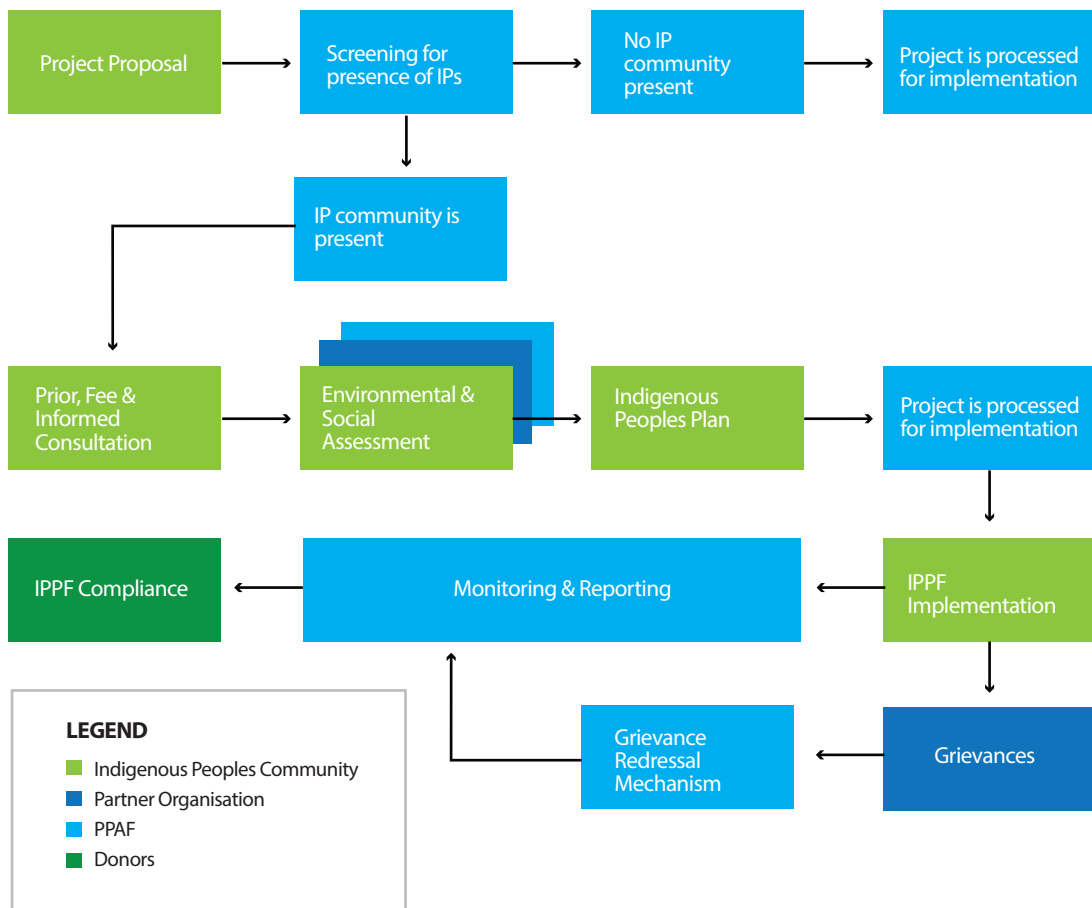 Project Proposal
Screening for
presence of IPs
No IP
community
present
Project is processed
for implementation
IP community is
present
Prior, Fee &
Informed
Consultation
Environmental &
Social
Assessment
Indigenous
Peoples Plan
Project is processed
for implementation
IPPF Compliance
Monitoring & Reporting
IPPF
Implementation
Grievance
Redressal
Mechanism
Grievances
LEGEND
Indigenous Peoples Community
Partner Organisation
PPAF
Donors